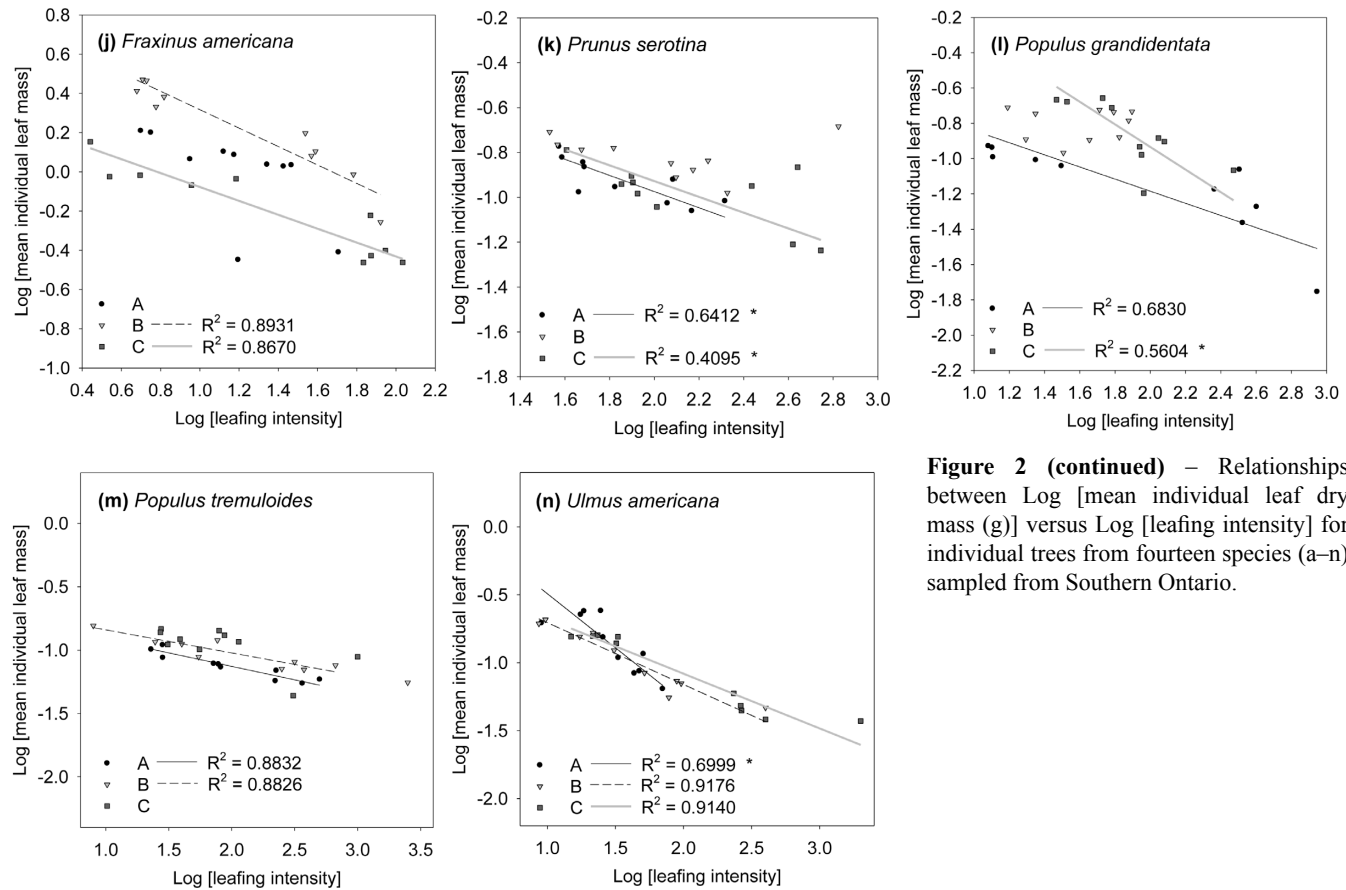 (j) Fraxinus americana
Log [mean individual leaf mass]
0.8
0.6
0.4
0.2
0.0
-0.2
-0.4
-0.6
-0.8
-1.0
A
B R² = 0.8931
C R² = 0.8670
0.4 0.6 0.8 1.0 1.2 1.4 1.6 1.8 2.0 2.2
Log [leafing intensity]
(k) Prunus serotina
Log [mean individual leaf mass]
-0.2
-0.4
-0.6
-0.8
-1.0
-1.2
-1.4
-1.6
-1.8
A R² = 0.6412 *
B
C R² = 0.4095 *
1.4 1.6 1.8 2.0 2.2 2.4 2.6 2.8 3.0
Log [leafing intensity]
(l) Populus grandidentata
Log [mean individual leaf mass]
-0.2
-0.4
-0.6
-0.8
-1.0
-1.2
-1.4
-1.6
-1.8
-2.0
-2.2
A R² = 0.6830
B
C R² = 0.5604 *
1.0 1.2 1.4 1.6 1.8 2.0 2.2 2.4 2.6 2.8 3.0
Log [leafing intensity]
(m) Populus tremuloides
Log [mean individual leaf mass]
0.0
-0.5
-1.0
-1.5
-2.0
A R² = 0.8832
B R² = 0.8826
C
1.0 1.5 2.0 2.5 3.0 3.5
Log [leafing intensity]
(n) Ulmus americana
Log [mean individual leaf mass]
0.0
-0.5
-1.0
-1.5
-2.0
A R² = 0.6999 *
B R² = 0.9176
C R² = 0.9140
1.0 1.5 2.0 2.5 3.0
Log [leafing intensity]
Figure 2 (continued) – Relationships
between Log [mean individual leaf dry
mass (g)] versus Log [leafing intensity] for
individual trees from fourteen species (a–n)
sampled from Southern Ontario.